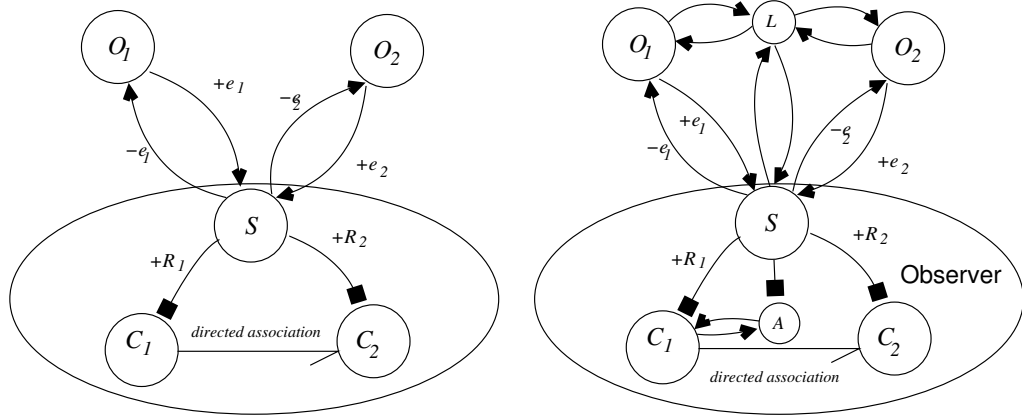 O1
O2
+e1
-e2
-e1
+e2
S
+R1
+R2
directed association
C1
C2
L
O1
O2
+e1
-e2
-e1
+e2
S
+R1
+R2
Observer
A
C1
C2
directed association